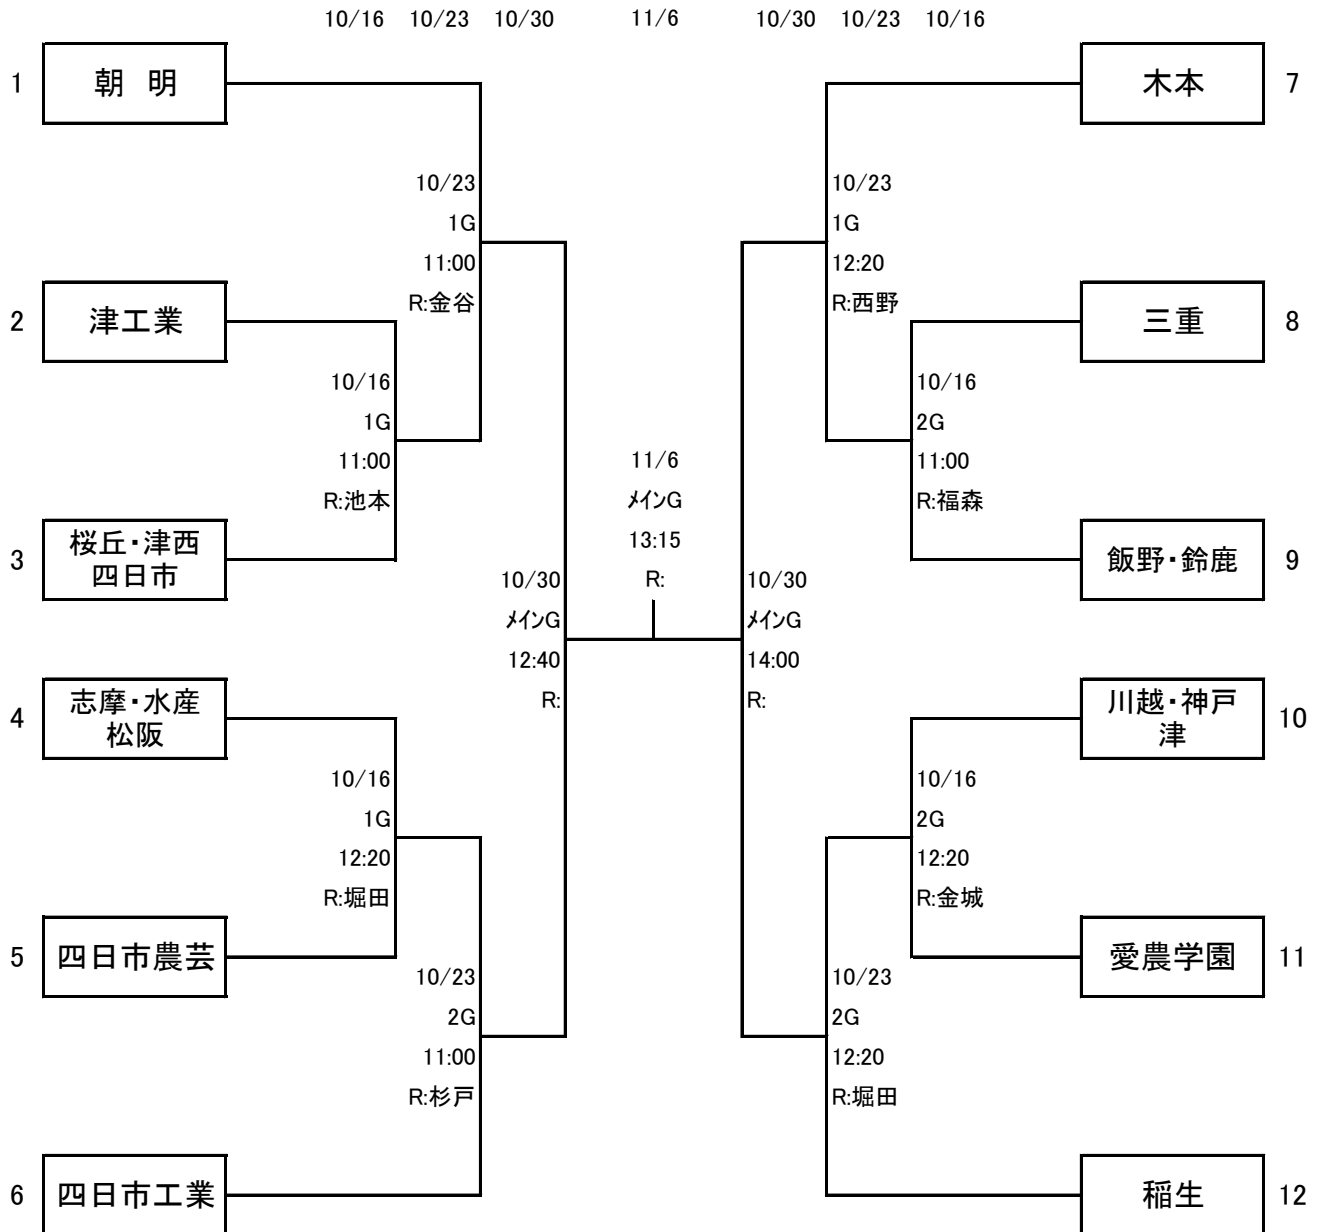 10/16 10/23 10/30 11/6 10/30 10/23 10/16
1 朝 明
木本 7
10/23
1G
11:00
R:金谷
10/23
1G
12:20
R:西野
2 津工業
三重 8
10/16
1G
11:00
R:池本
10/16
2G
11:00
R:福森
3 桜丘・津西
四日市
飯野・鈴鹿 9
11/6
メインG
13:15
R:
10/30
メインG
12:40
R:
10/30
メインG
14:00
R:
4 志摩・水産
松阪
川越・神戸
津 10
10/16
1G
12:20
R:堀田
10/16
2G
12:20
R:金城
5 四日市農芸
愛農学園 11
10/23
2G
11:00
R:杉戸
10/23
2G
12:20
R:堀田
6 四日市工業
稲生 12